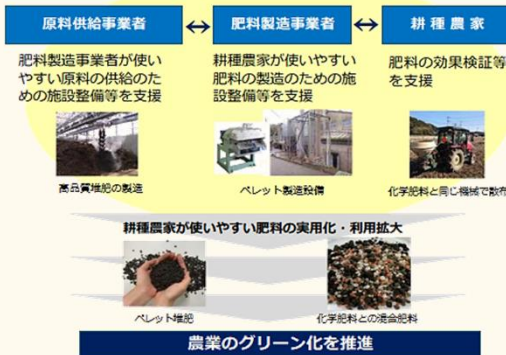 原料供給事業者 ↔ 肥料製造事業者 ↔ 耕種農家
肥料製造事業者が使い
やすい原料の供給のた
めの施設整備等を支援
耕種農家が使いやすい
肥料の製造のための施
設整備等を支援
肥料の効果検証等
を支援
高品質堆肥の製造
ペレット製造設備
化学肥料と同じ機械で散布
耕種農家が使いやすい肥料の実用化・利用拡大
ペレット堆肥
化学肥料との混合肥料
農業のグリーン化を推進